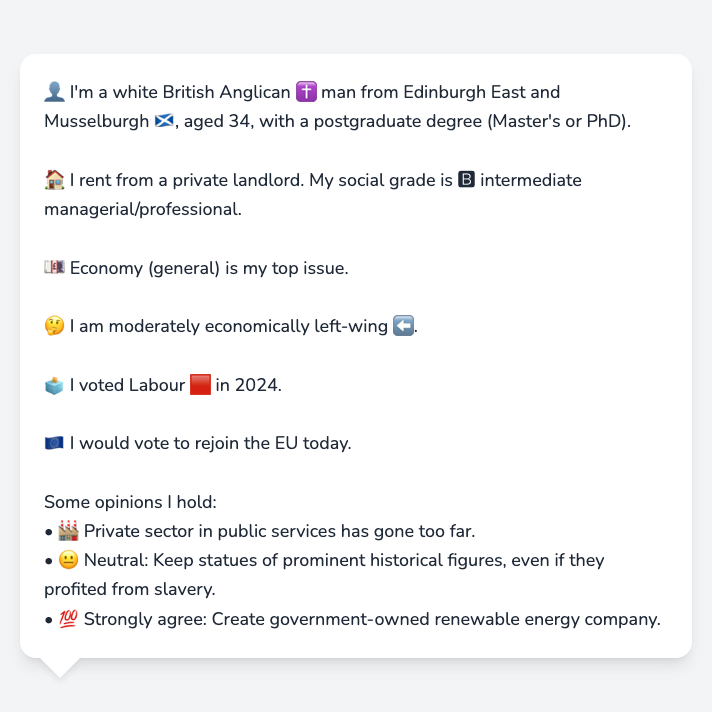 👤 I'm a white British Anglican ✝️ man from Edinburgh East and
Musselburgh 🏴󠁧󠁢󠁳󠁣󠁴󠁿, aged 34, with a postgraduate degree (Master's or PhD).
🏠 I rent from a private landlord. My social grade is 🅱 intermediate
managerial/professional.
💷 Economy (general) is my top issue.
🤔 I am moderately economically left-wing ⬅️.
🗳️ I voted Labour 🟥 in 2024.
🇪🇺 I would vote to rejoin the EU today.
Some opinions I hold:
• 🏭 Private sector in public services has gone too far.
• 😐 Neutral: Keep statues of prominent historical figures, even if they
profited from slavery.
• 💯 Strongly agree: Create government-owned renewable energy company.